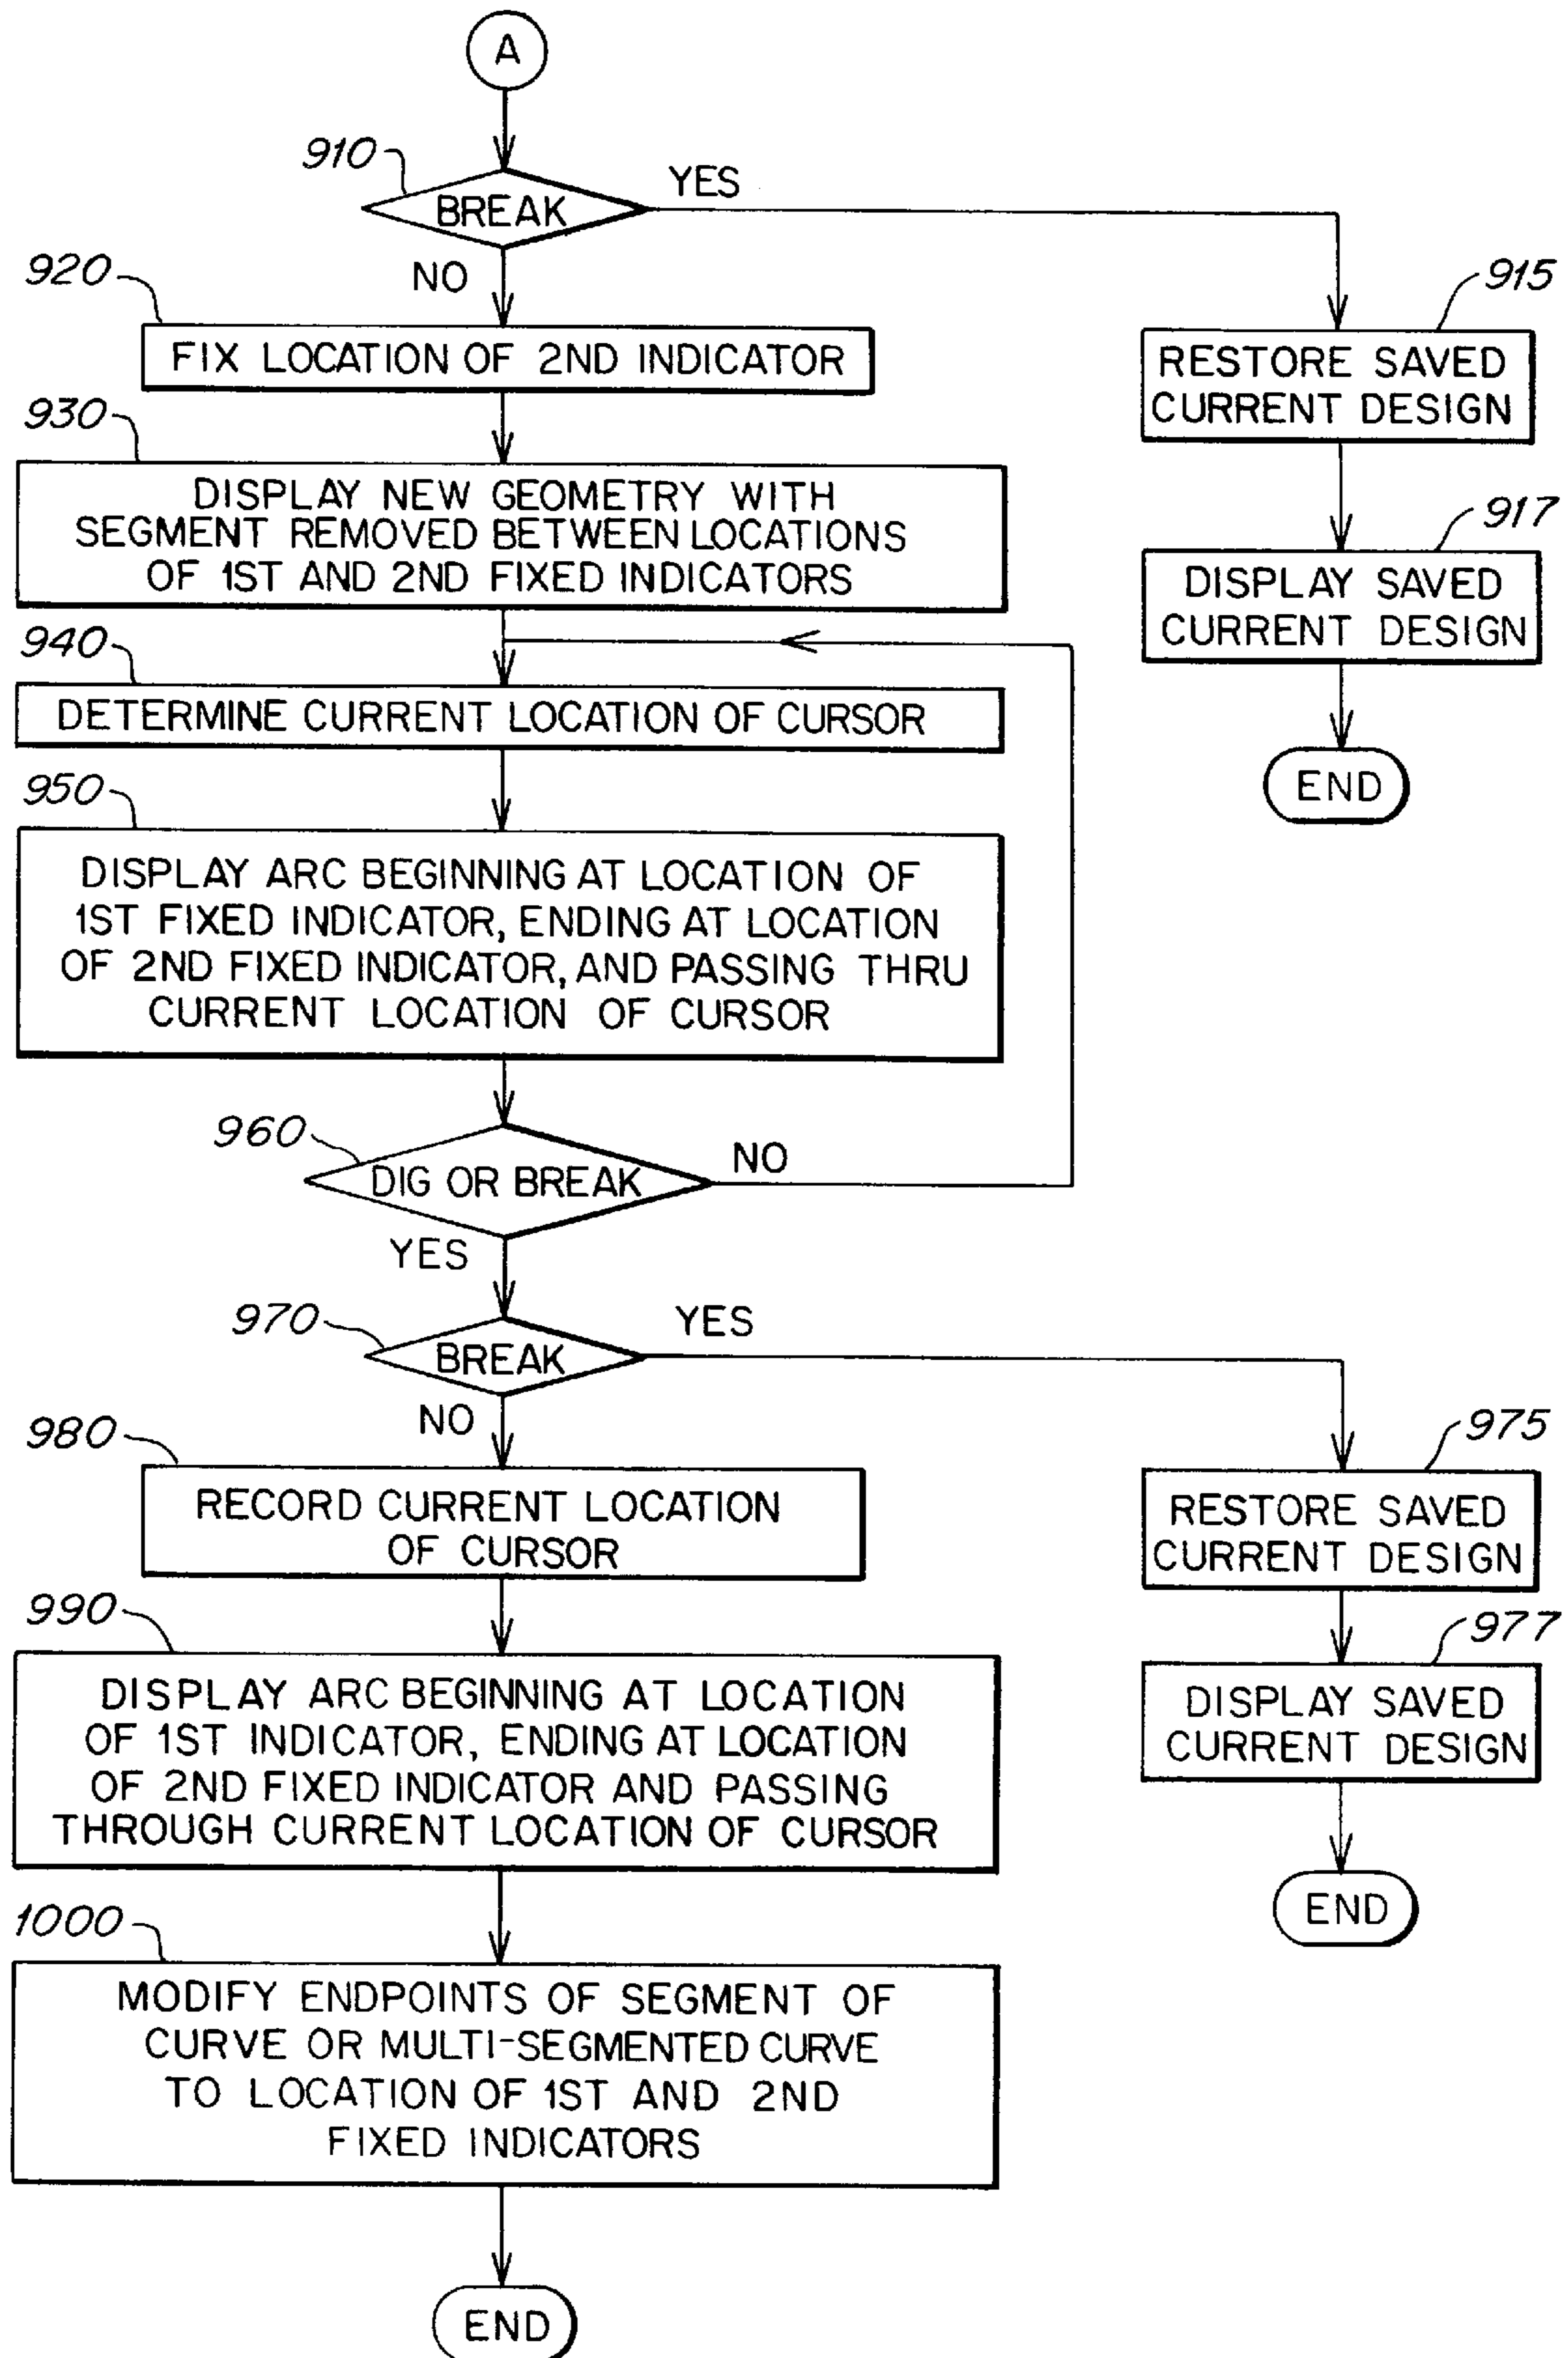 A
910
BREAK
YES
NO
920
FIX LOCATION OF 2ND INDICATOR
915
RESTORE SAVED
CURRENT DESIGN
930
DISPLAY NEW GEOMETRY WITH
SEGMENT REMOVED BETWEEN LOCATIONS
OF 1ST AND 2ND FIXED INDICATORS
917
DISPLAY SAVED
CURRENT DESIGN
END
940
DETERMINE CURRENT LOCATION OF CURSOR
950
DISPLAY ARC BEGINNING AT LOCATION OF
1ST FIXED INDICATOR, ENDING AT LOCATION
OF 2ND FIXED INDICATOR, AND PASSING THRU
CURRENT LOCATION OF CURSOR
960
DIG OR BREAK
NO
YES
970
BREAK
YES
NO
980
RECORD CURRENT LOCATION
OF CURSOR
975
RESTORE SAVED
CURRENT DESIGN
990
DISPLAY ARC BEGINNING AT LOCATION
OF 1ST INDICATOR, ENDING AT LOCATION
OF 2ND FIXED INDICATOR AND PASSING
THROUGH CURRENT LOCATION OF CURSOR
977
DISPLAY SAVED
CURRENT DESIGN
END
1000
MODIFY ENDPOINTS OF SEGMENT OF
CURVE OR MULTI-SEGMENTED CURVE
TO LOCATION OF 1ST AND 2ND
FIXED INDICATORS
END